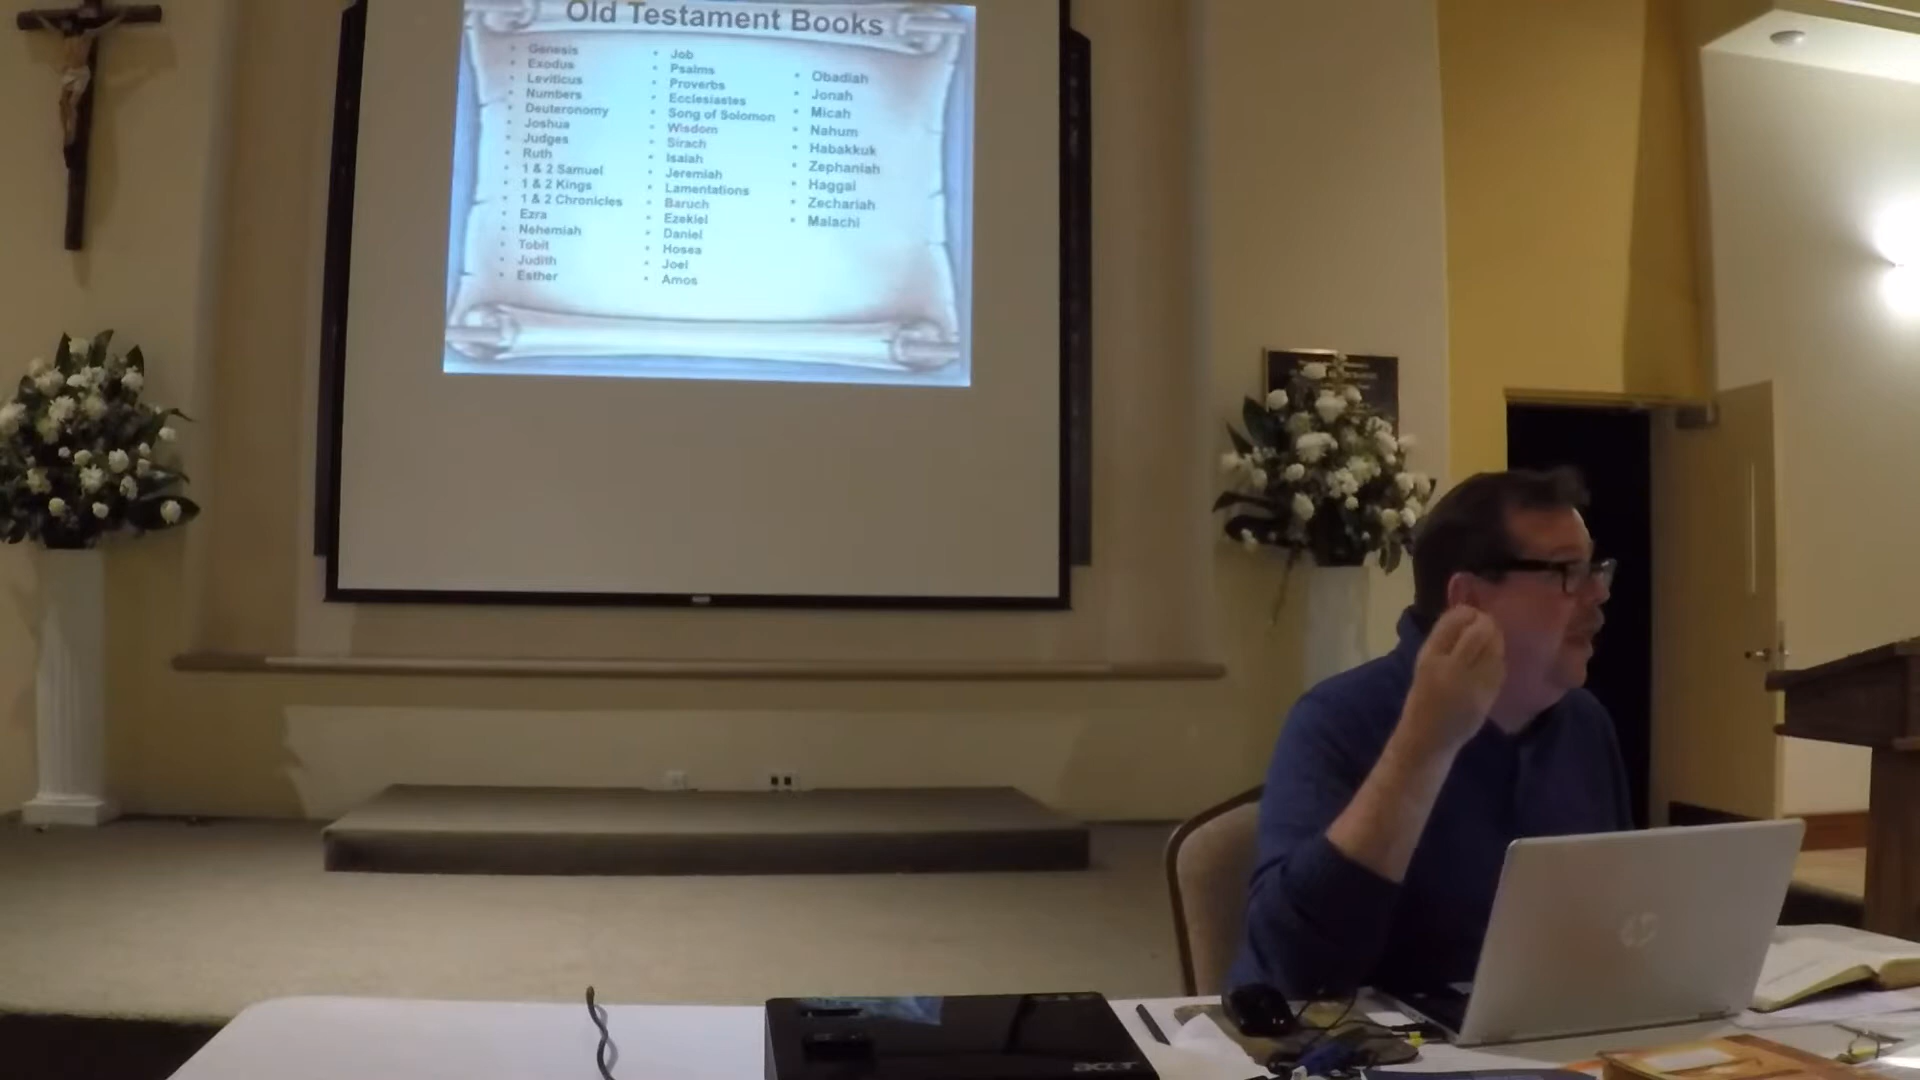 Old Testament Books
• Genesis
• Exodus
• Leviticus
• Numbers
• Deuteronomy
• Joshua
• Judges
• Ruth
• 1 & 2 Samuel
• 1 & 2 Kings
• 1 & 2 Chronicles
• Ezra
• Nehemiah
• Tobit
• Judith
• Esther
• Job
• Psalms
• Proverbs
• Ecclesiastes
• Song of Solomon
• Wisdom
• Sirach
• Isaiah
• Jeremiah
• Lamentations
• Baruch
• Ezekiel
• Daniel
• Hosea
• Joel
• Amos
• Obadiah
• Jonah
• Micah
• Nahum
• Habakkuk
• Zephaniah
• Haggai
• Zechariah
• Malachi
hp
acer